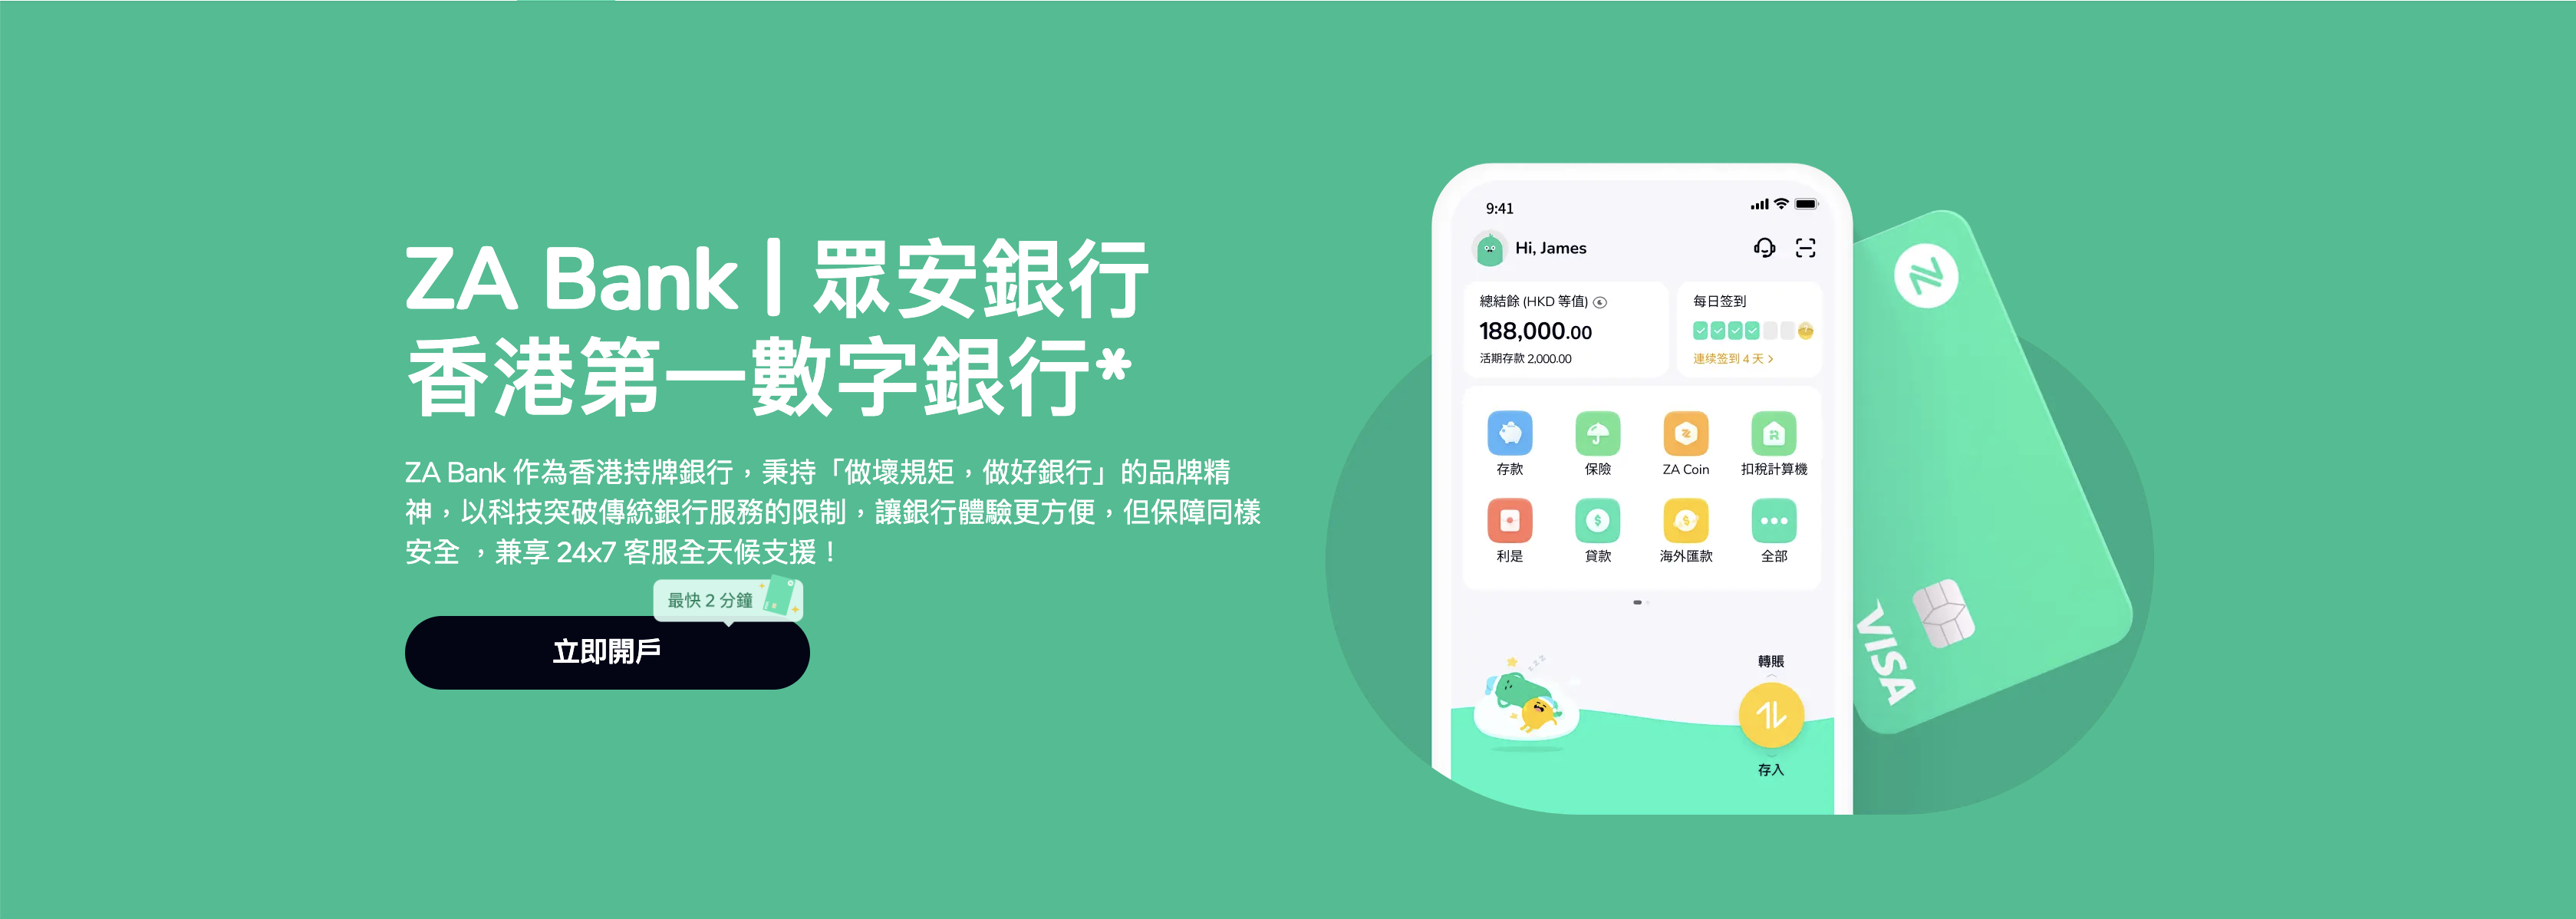 ZA Bank | 眾安銀行
香港第一數字銀行*
ZA Bank 作為香港持牌銀行，秉持「做壞規矩，做好銀行」的品牌精
神，以科技突破傳統銀行服務的限制，讓銀行體驗更方便，但保障同樣
安全 ，兼享 24x7 客服全天候支援！
最快 2 分鐘
立即開戶
9:41
Hi, James
總結餘 (HKD 等值)
188,000.00
活期存款 2,000.00
每日签到
連续签到 4 天 >
存款
保險
ZA Coin
扣稅計算機
利是
貸款
海外匯款
全部
zzz
轉賬
存入
VISA